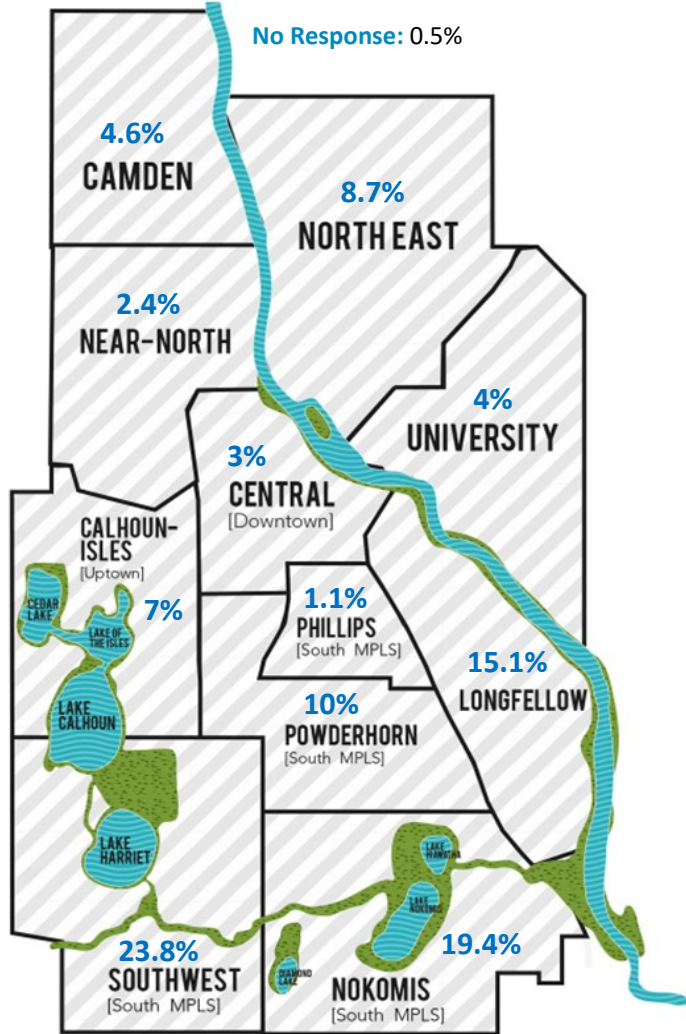 No Response: 0.5%
4.6%
CAMDEN
8.7%
NORTH EAST
2.4%
NEAR-NORTH
4%
UNIVERSITY
3%
CENTRAL
[Downtown]
CALHOUN-
ISLES
[Uptown]
7%
CEDAR
LAKE
LAKE OF
THE ISLES
LAKE
CALHOUN
1.1%
PHILLIPS
[South MPLS]
15.1%
LONGFELLOW
10%
POWDERHORN
[South MPLS]
LAKE
HARRIET
LAKE
HIAWATHA
LAKE
NOKOMIS
23.8%
SOUTHWEST
[South MPLS]
DIAMOND
LAKE
19.4%
NOKOMIS
[South MPLS]